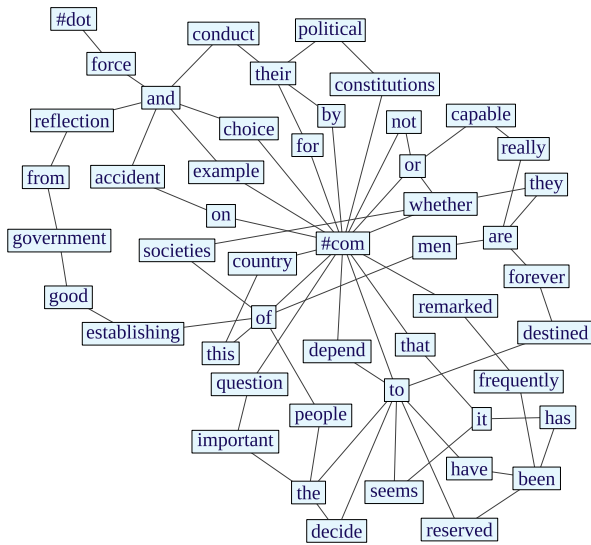 #dot
conduct
political
force
their
constitutions
and
reflection
choice
by
not
capable
for
really
from
accident
example
or
they
on
whether
government
societies
country
#com
men
are
forever
good
establishing
of
remarked
destined
this
depend
that
question
to
frequently
people
it
has
important
the
seems
have
been
decide
reserved